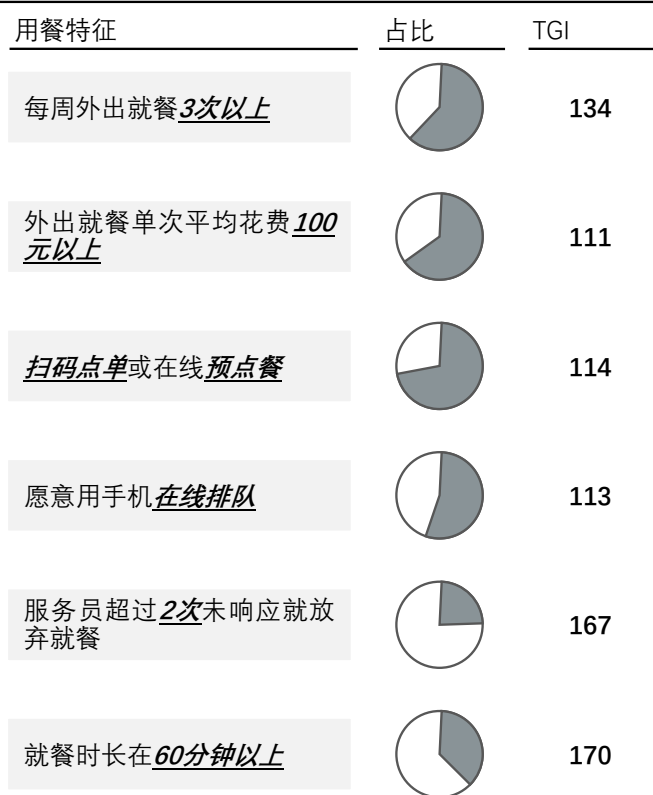 用餐特征 占比 TGI
每周外出就餐3次以上 134
外出就餐单次平均花费100
元以上 111
扫码点单或在线预点餐 114
愿意用手机在线排队 113
服务员超过2次未响应就放
弃就餐 167
就餐时长在60分钟以上 170